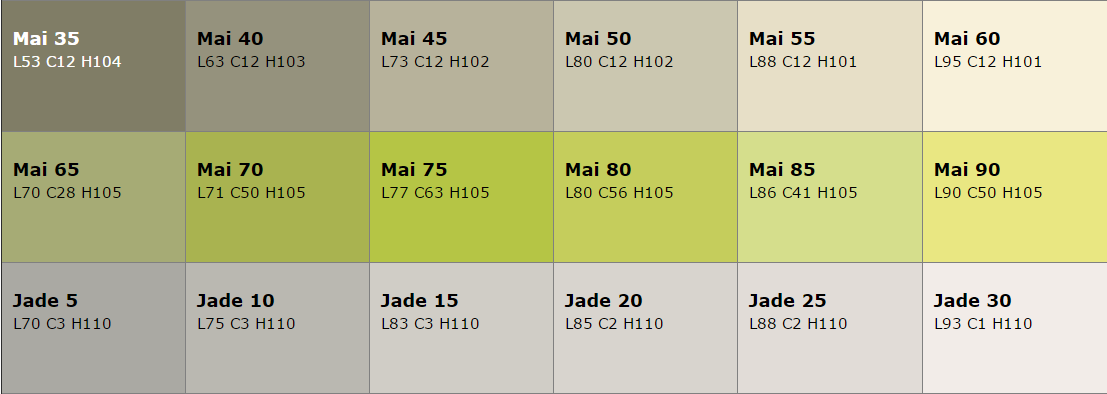 Mai 35
L53 C12 H104
Mai 40
L63 C12 H103
Mai 45
L73 C12 H102
Mai 50
L80 C12 H102
Mai 55
L88 C12 H101
Mai 60
L95 C12 H101
Mai 65
L70 C28 H105
Mai 70
L71 C50 H105
Mai 75
L77 C63 H105
Mai 80
L80 C56 H105
Mai 85
L86 C41 H105
Mai 90
L90 C50 H105
Jade 5
L70 C3 H110
Jade 10
L75 C3 H110
Jade 15
L83 C3 H110
Jade 20
L85 C2 H110
Jade 25
L88 C2 H110
Jade 30
L93 C1 H110